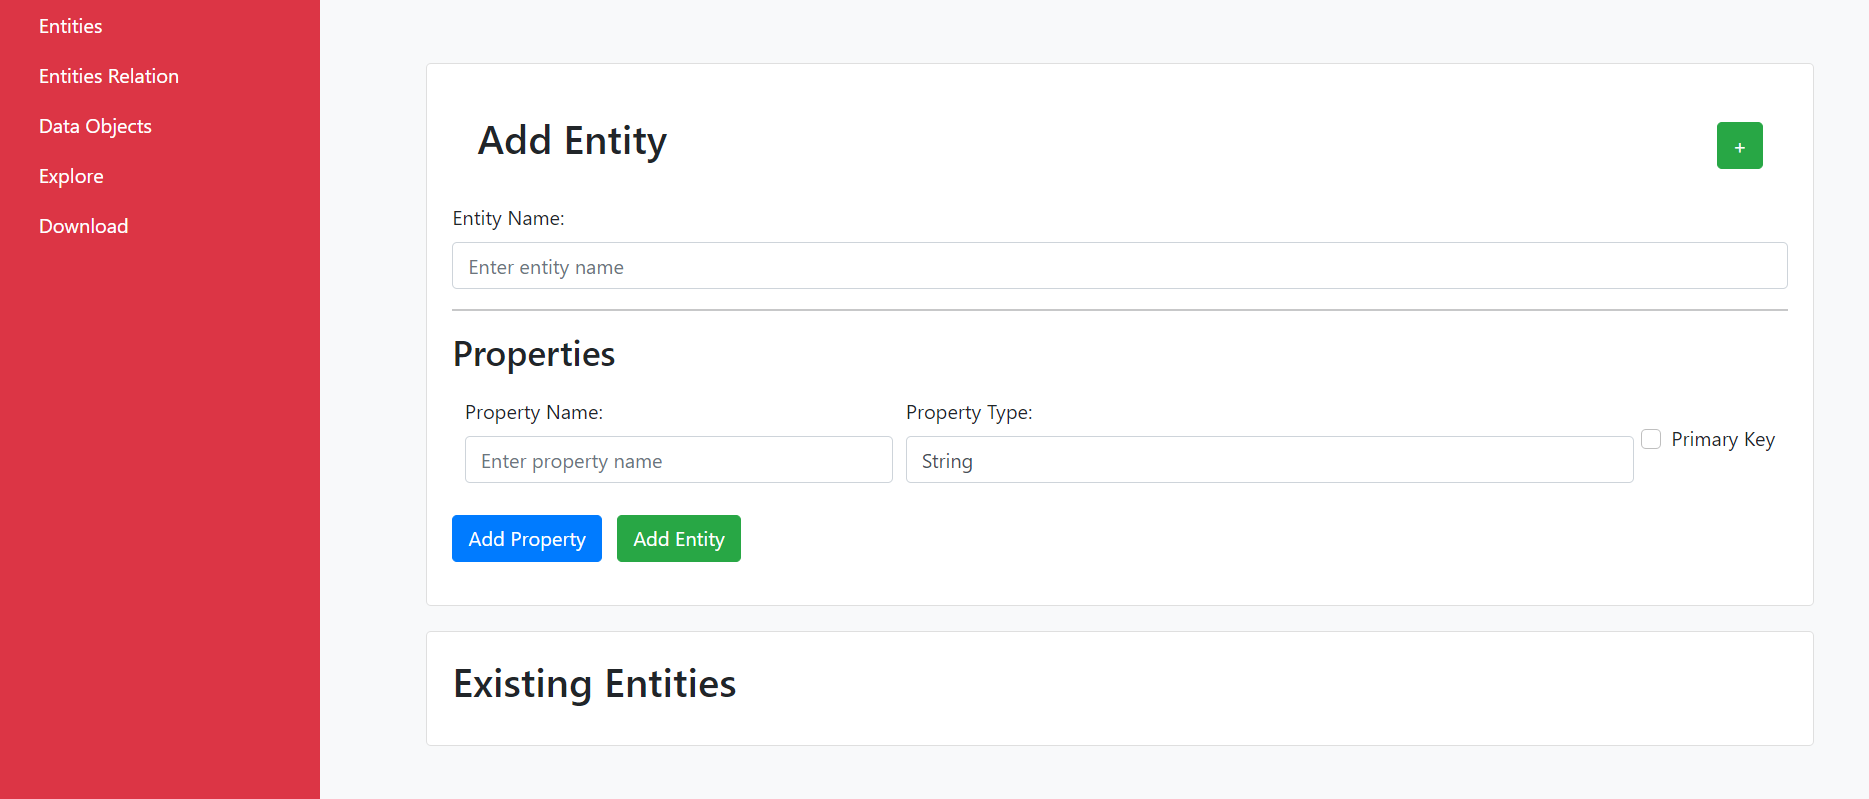 Entities
Entities Relation
Data Objects
Explore
Download
Add Entity
+
Entity Name:
Enter entity name
Properties
Property Name:
Property Type:
Enter property name
String
Primary Key
Add Property
Add Entity
Existing Entities